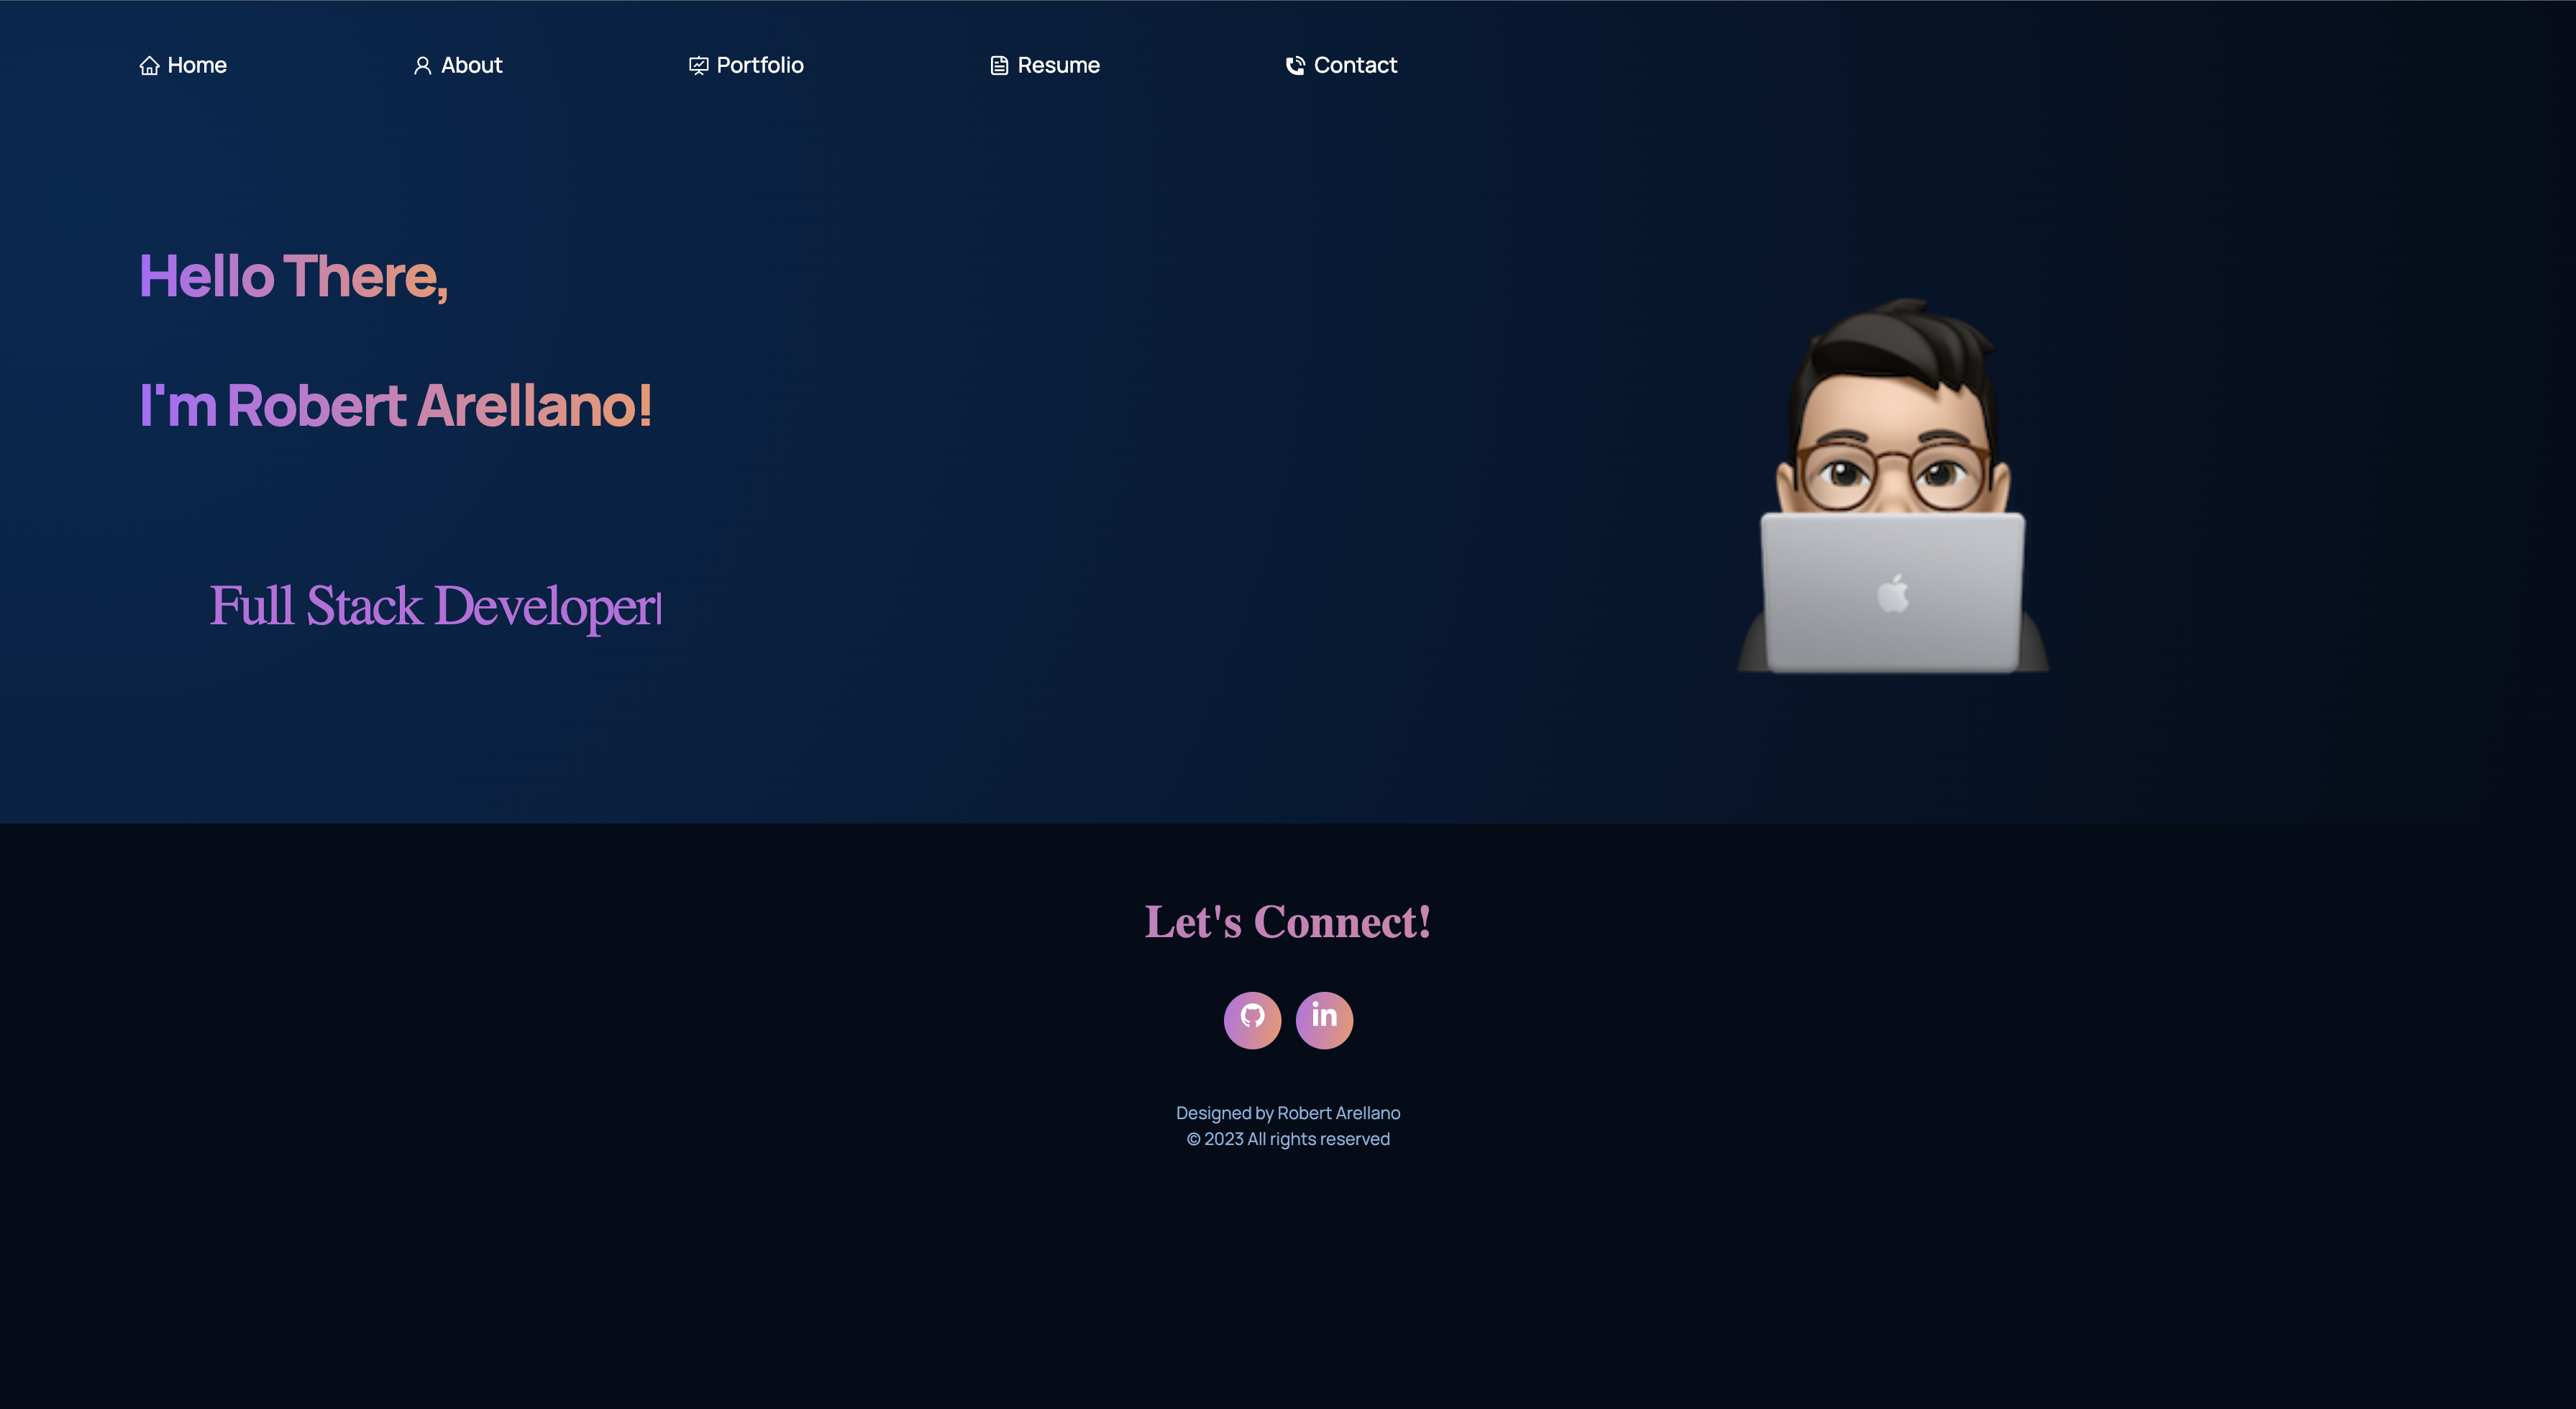 Home About Portfolio Resume Contact
Hello There,
I'm Robert Arellano!
Full Stack Developer
Let's Connect!
in
Designed by Robert Arellano
© 2023 All rights reserved